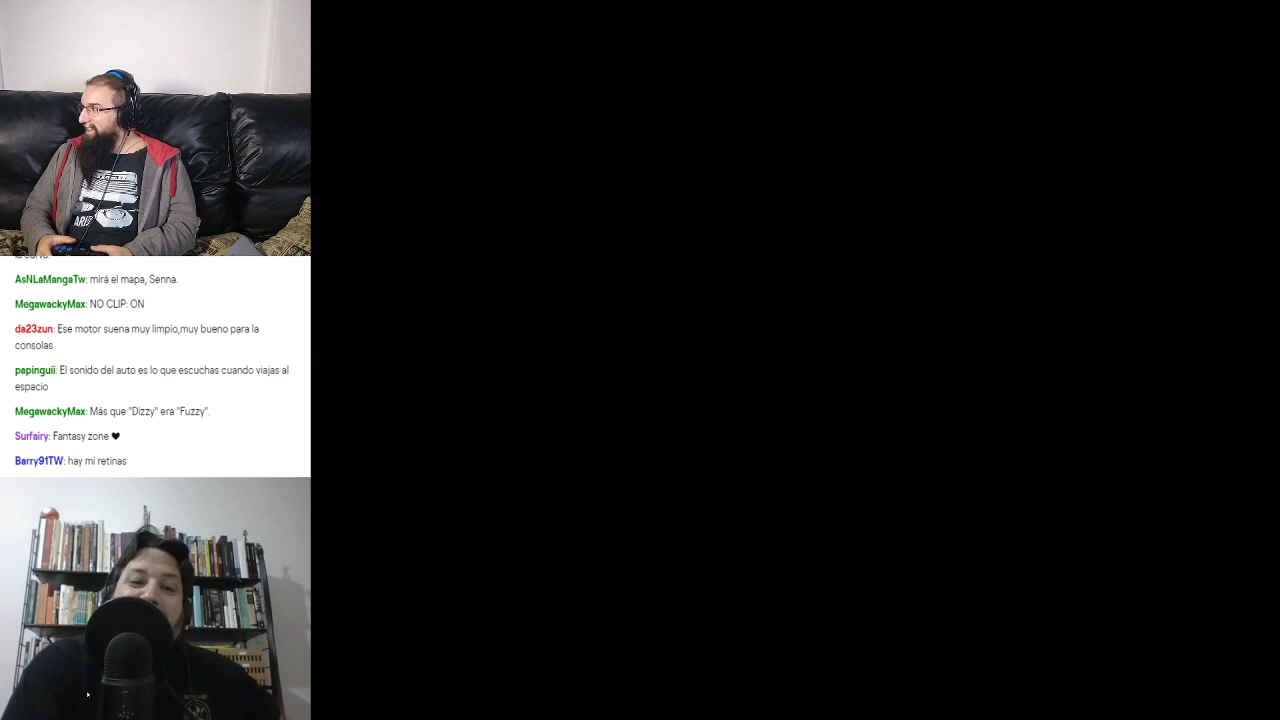 AsNLaMangaTw: mirá el mapa, Senna.
MegawackyMax: NO CLIP: ON
da23zun: Ese motor suena muy limpio,muy bueno para la
consolas
papinguii: El sonido del auto es lo que escuchas cuando viajas al
espacio
MegawackyMax: Más que "Dizzy" era "Fuzzy".
Surfairy: Fantasy zone ♥
Barry91TW: hay mi retinas